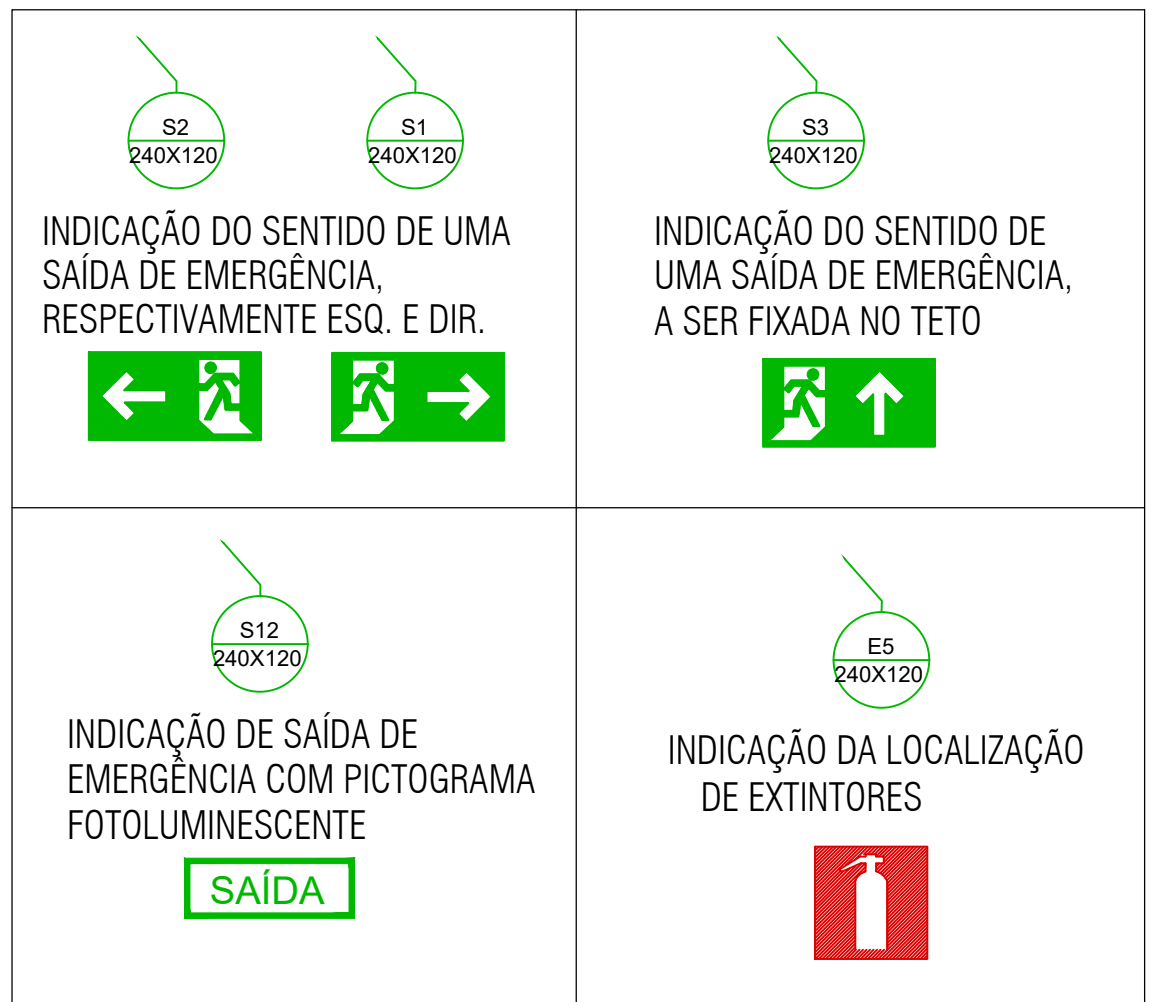 S2
240X120
S1
240X120
INDICAÇÃO DO SENTIDO DE UMA
SAÍDA DE EMERGÊNCIA,
RESPECTIVAMENTE ESQ. E DIR.
S3
240X120
INDICAÇÃO DO SENTIDO DE
UMA SAÍDA DE EMERGÊNCIA,
A SER FIXADA NO TETO
S12
240X120
INDICAÇÃO DE SAÍDA DE
EMERGÊNCIA COM PICTOGRAMA
FOTOLUMINESCENTE
SAÍDA
E5
240X120
INDICAÇÃO DA LOCALIZAÇÃO
DE EXTINTORES